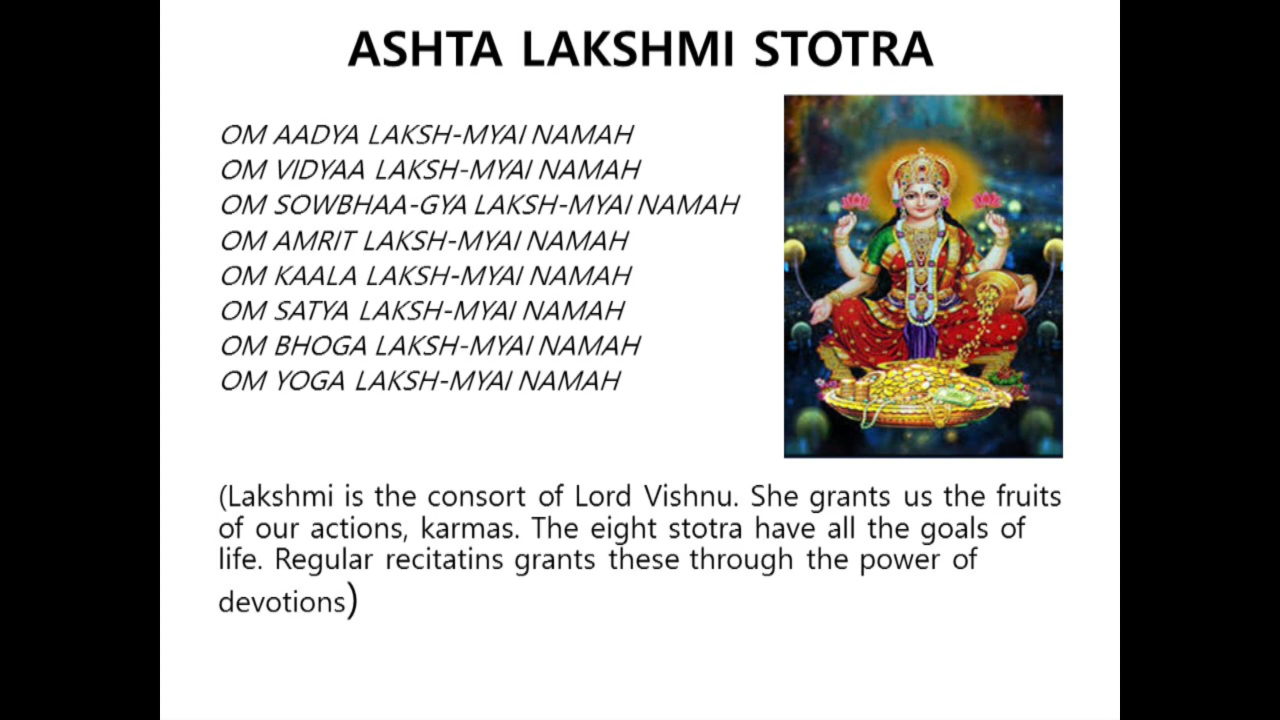 ASHTA LAKSHMI STOTRA
OM AADYA LAKSH-MYAI NAMAH
OM VIDYAA LAKSH-MYAI NAMAH
OM SOWBHAA-GYA LAKSH-MYAI NAMAH
OM AMRIT LAKSH-MYAI NAMAH
OM KAALA LAKSH-MYAI NAMAH
OM SATYA LAKSH-MYAI NAMAH
OM BHOGA LAKSH-MYAI NAMAH
OM YOGA LAKSH-MYAI NAMAH
(Lakshmi is the consort of Lord Vishnu. She grants us the fruits
of our actions, karmas. The eight stotra have all the goals of
life. Regular recitatins grants these through the power of
devotions)